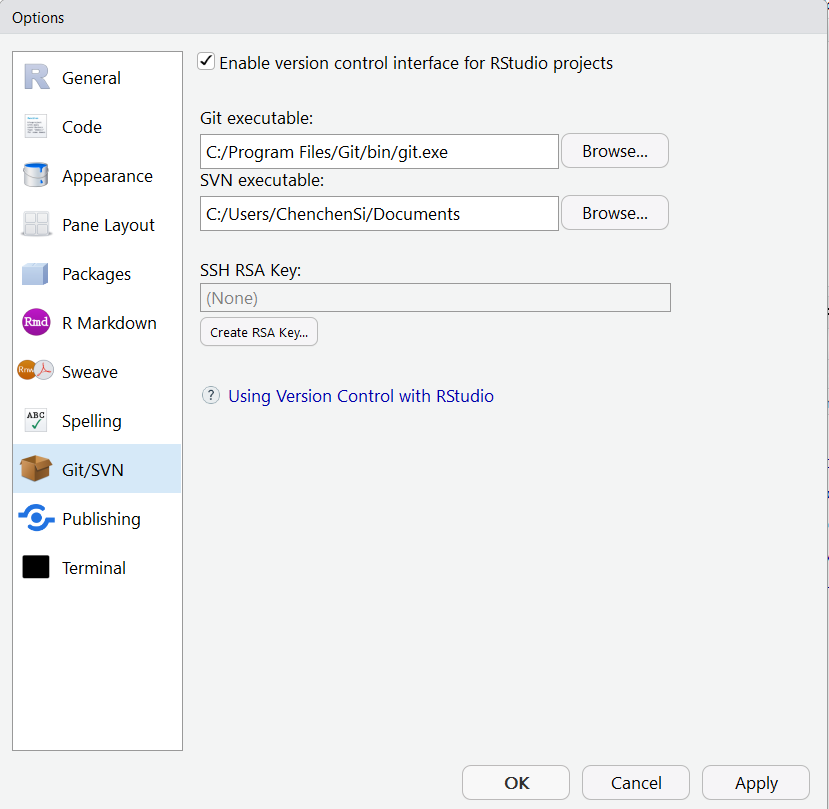 Options
General
Code
Appearance
Pane Layout
Packages
Rmd
R Markdown
Rnw
Sweave
ABC
Spelling
Git/SVN
Publishing
Terminal
Enable version control interface for RStudio projects
Git executable:
C:/Program Files/Git/bin/git.exe
Browse...
SVN executable:
C:/Users/ChenchenSi/Documents
Browse...
SSH RSA Key:
(None)
Create RSA Key...
? Using Version Control with RStudio
OK
Cancel
Apply